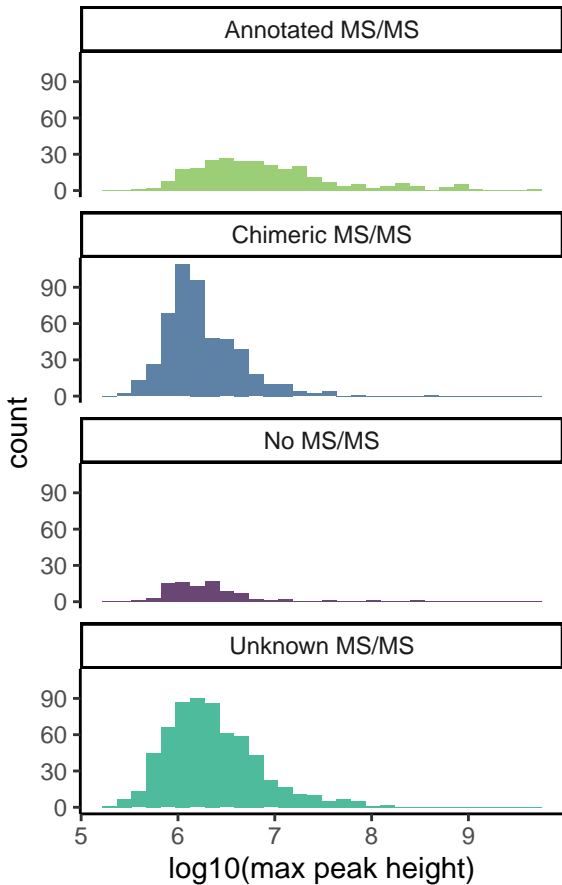 Annotated MS/MS
90
60
30
0
Chimeric MS/MS
90
60
30
0
No MS/MS
90
60
30
0
Unknown MS/MS
90
60
30
0
count
5 6 7 8 9
log10(max peak height)